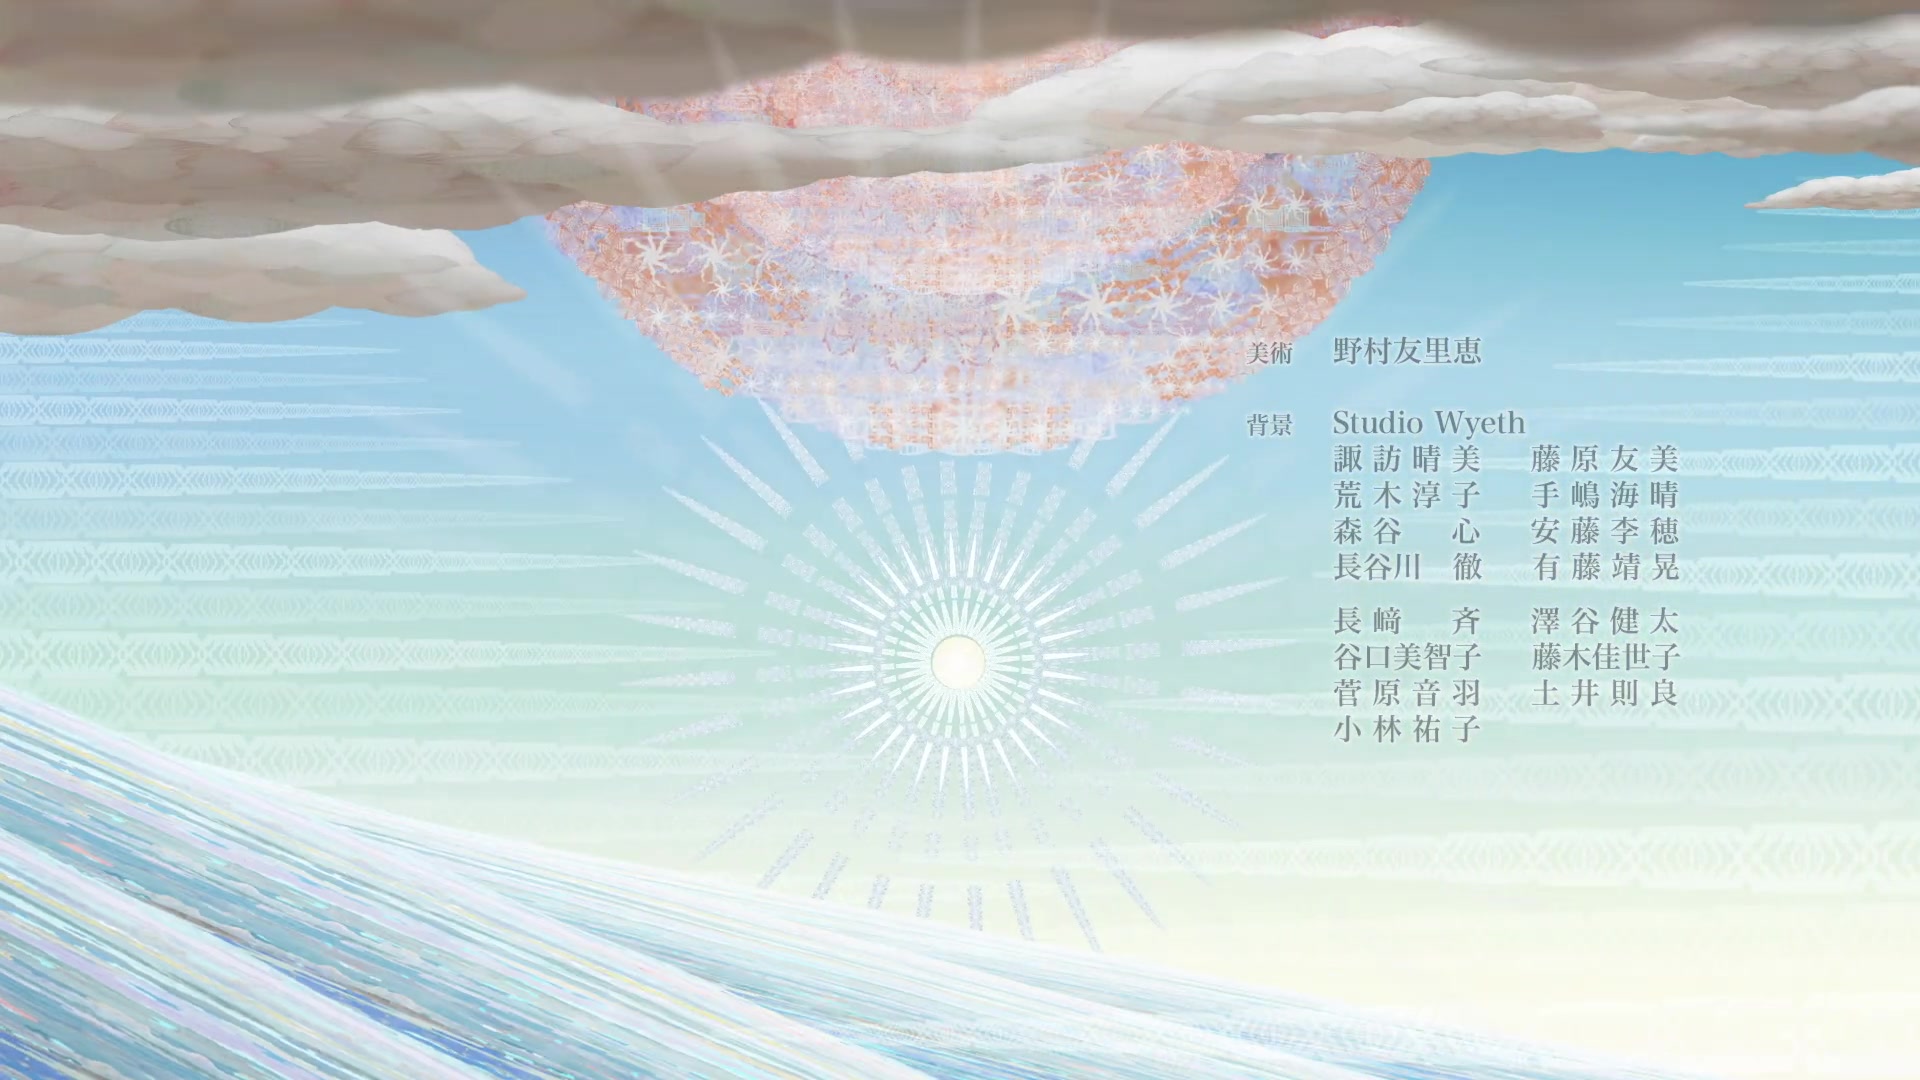 美術 野村友里恵
背景 Studio Wyeth
諏訪晴美 藤原友美
荒木淳子 手嶋海晴
森谷 心 安藤李穂
長谷川 徹 有藤靖晃
長﨑 斉 澤谷健太
谷口美智子 藤木佳世子
菅原音羽 土井則良
小林祐子